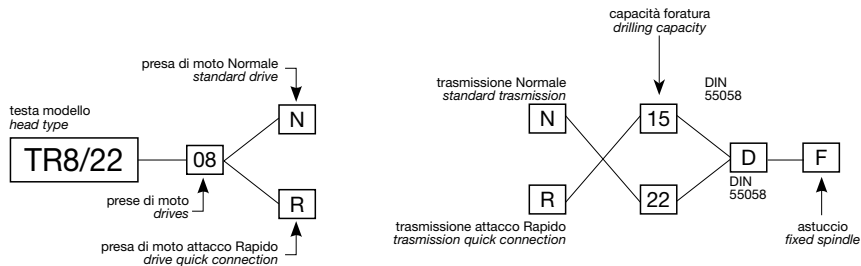 presa di moto Normale
standard drive
N
testa modello
head type
TR8/22
08
prese di moto
drives
R
presa di moto attacco Rapido
drive quick connection
capacità foratura
drilling capacity
trasmissione Normale
standard trasmission
N
15
DIN
55058
D
F
DIN
55058
R
22
trasmissione attacco Rapido
trasmission quick connection
astuccio
fixed spindle